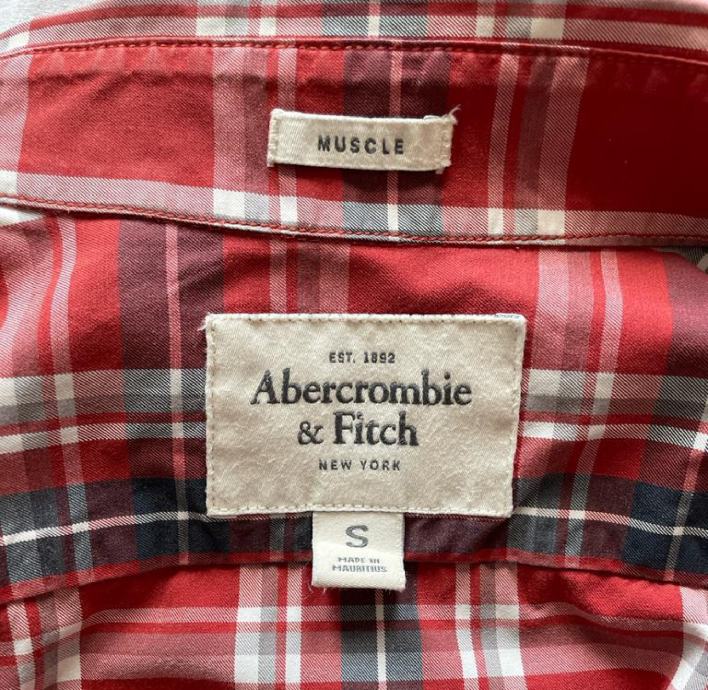 MUSCLE
EST. 1892
Abercrombie
& Fitch
NEW YORK
S
MADE IN
MAURITIUS